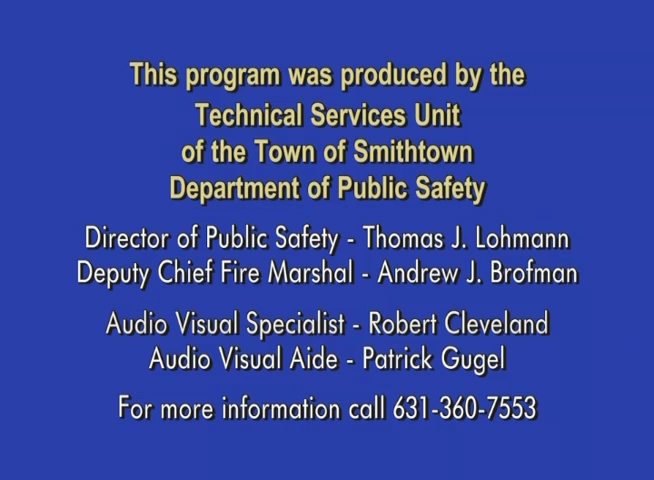 This program was produced by the
Technical Services Unit
of the Town of Smithtown
Department of Public Safety
Director of Public Safety - Thomas J. Lohmann
Deputy Chief Fire Marshal - Andrew J. Brofman
Audio Visual Specialist - Robert Cleveland
Audio Visual Aide - Patrick Gugel
For more information call 631-360-7553